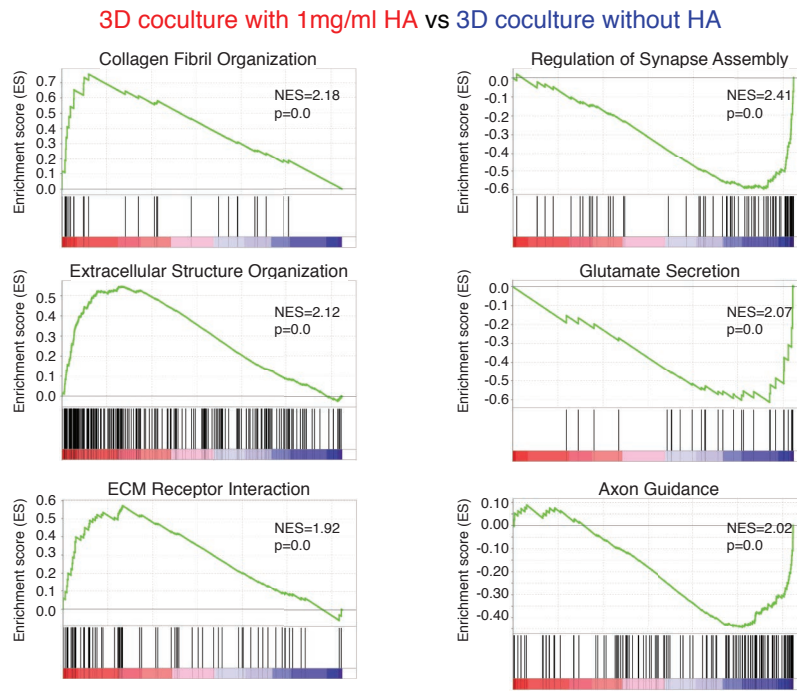 3D coculture with 1mg/ml HA vs 3D coculture without HA
Collagen Fibril Organization
Enrichment score (ES)
0.7
0.6
0.5
0.4
0.3
0.2
0.1
0.0
NES=2.18
p=0.0
Regulation of Synapse Assembly
Enrichment score (ES)
0.0
-0.1
-0.2
-0.3
-0.4
-0.5
-0.6
NES=2.41
p=0.0
Extracellular Structure Organization
Enrichment score (ES)
0.5
0.4
0.3
0.2
0.1
0.0
NES=2.12
p=0.0
Glutamate Secretion
Enrichment score (ES)
0.0
-0.1
-0.2
-0.3
-0.4
-0.5
-0.6
NES=2.07
p=0.0
ECM Receptor Interaction
Enrichment score (ES)
0.6
0.5
0.4
0.3
0.2
0.1
0.0
NES=1.92
p=0.0
Axon Guidance
Enrichment score (ES)
0.10
0.00
-0.10
-0.20
-0.30
-0.40
NES=2.02
p=0.0